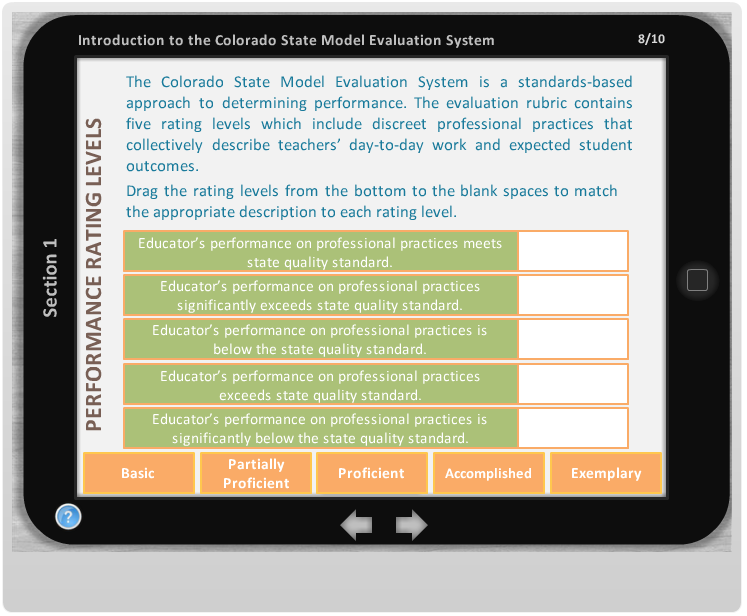 Introduction to the Colorado State Model Evaluation System
8/10
Section 1
PERFORMANCE RATING LEVELS
The Colorado State Model Evaluation System is a standards-based
approach to determining performance. The evaluation rubric contains
five rating levels which include discreet professional practices that
collectively describe teachers’ day-to-day work and expected student
outcomes.
Drag the rating levels from the bottom to the blank spaces to match
the appropriate description to each rating level.
Educator’s performance on professional practices meets
state quality standard.
Educator’s performance on professional practices
significantly exceeds state quality standard.
Educator’s performance on professional practices is
below the state quality standard.
Educator’s performance on professional practices
exceeds state quality standard.
Educator’s performance on professional practices is
significantly below the state quality standard.
Basic
Partially
Proficient
Proficient
Accomplished
Exemplary
?